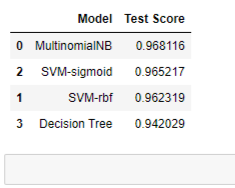 Model Test Score
0 MultinomialNB 0.968116
2 SVM-sigmoid 0.965217
1 SVM-rbf 0.962319
3 Decision Tree 0.942029